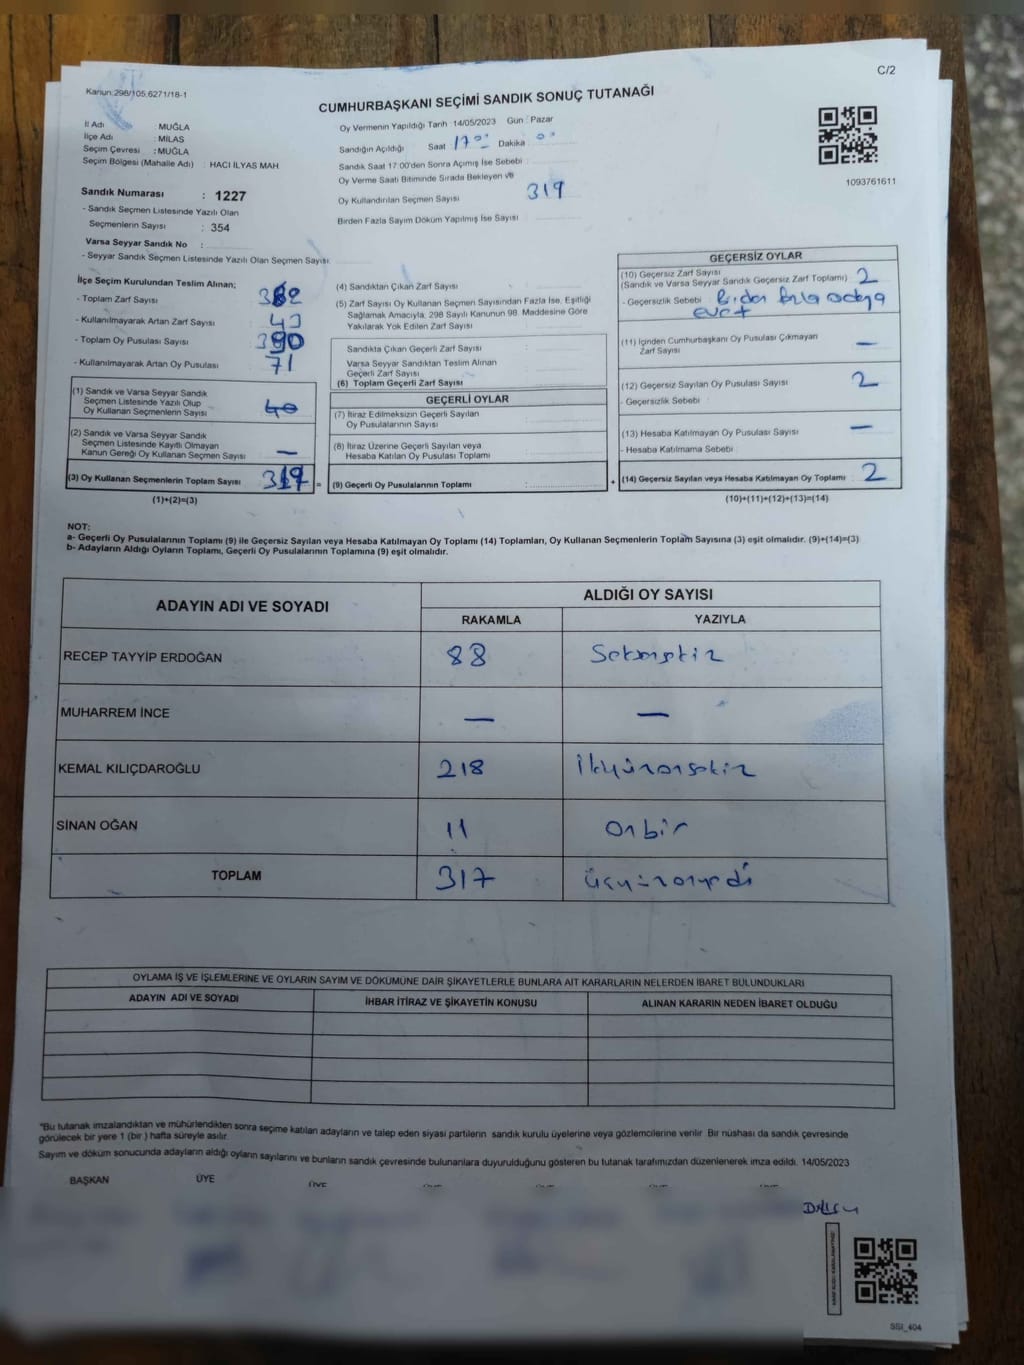 C/2
Kanun:298/105,6271/18-1
CUMHURBAŞKANI SEÇİMİ SANDIK SONUÇ TUTANAĞI
İl Adı : MUĞLA
İlçe Adı : MİLAS
Seçim Çevresi : MUĞLA
Seçim Bölgesi (Mahalle Adı) : HACI İLYAS MAH
Oy Vermenin Yapıldığı Tarih :14/05/2023 Gün : Pazar
Sandığın Açıldığı Saat 17°° Dakika °°
Sandık Saat 17:00'den Sonra Açılmış İse Sebebi :
Oy Verme Saati Bitiminde Sırada Bekleyen ve
Oy Kullandırılan Seçmen Sayısı 319
Birden Fazla Sayım Döküm Yapılmış İse Sayısı :
1093761611
Sandık Numarası : 1227
- Sandık Seçmen Listesinde Yazılı Olan
Seçmenlerin Sayısı : 354
Varsa Seyyar Sandık No :
- Seyyar Sandık Seçmen Listesinde Yazılı Olan Seçmen Sayısı:
İlçe Seçim Kurulundan Teslim Alınan;
- Toplam Zarf Sayısı
- Kullanılmayarak Artan Zarf Sayısı : 43
- Toplam Oy Pusulası Sayısı : 390
- Kullanılmayarak Artan Oy Pusulası : 71
(1) Sandık ve Varsa Seyyar Sandık
Seçmen Listesinde Yazılı Olup
Oy Kullanan Seçmenlerin Sayısı : 40
(2) Sandık ve Varsa Seyyar Sandık
Seçmen Listesinde Kayıtlı Olmayan
Kanun Gereği Oy Kullanan Seçmen Sayısı : —
(3) Oy Kullanan Seçmenlerin Toplam Sayısı : 319 =
(1)+(2)=(3)
(4) Sandıktan Çıkan Zarf Sayısı :
(5) Zarf Sayısı Oy Kullanan Seçmen Sayısından Fazla İse, Eşitliği
Sağlamak Amacıyla, 298 Sayılı Kanunun 98. Maddesine Göre
Yakılarak Yok Edilen Zarf Sayısı :
Sandıkta Çıkan Geçerli Zarf Sayısı :
Varsa Seyyar Sandıktan Teslim Alınan
Geçerli Zarf Sayısı :
(6) Toplam Geçerli Zarf Sayısı :
GEÇERLİ OYLAR
(7) İtiraz Edilmeksizin Geçerli Sayılan
Oy Pusulalarının Sayısı :
(8) İtiraz Üzerine Geçerli Sayılan veya
Hesaba Katılan Oy Pusulası Toplamı :
(9) Geçerli Oy Pusulalarının Toplamı : +
GEÇERSİZ OYLAR
(10) Geçersiz Zarf Sayısı
(Sandık ve Varsa Seyyar Sandık Geçersiz Zarf Toplamı) : 2
- Geçersizlik Sebebi : Birden fazla adaya
evet
(11) İçinden Cumhurbaşkanı Oy Pusulası Çıkmayan
Zarf Sayısı : —
(12) Geçersiz Sayılan Oy Pusulası Sayısı : 2
- Geçersizlik Sebebi :
(13) Hesaba Katılmayan Oy Pusulası Sayısı : —
- Hesaba Katılmama Sebebi :
(14) Geçersiz Sayılan veya Hesaba Katılmayan Oy Toplamı : 2
(10)+(11)+(12)+(13)=(14)
NOT:
a- Geçerli Oy Pusulalarının Toplamı (9) ile Geçersiz Sayılan veya Hesaba Katılmayan Oy Toplamı (14) Toplamları, Oy Kullanan Seçmenlerin Toplam Sayısına (3) eşit olmalıdır. (9)+(14)=(3)
b- Adayların Aldığı Oyların Toplamı, Geçerli Oy Pusulalarının Toplamına (9) eşit olmalıdır.
ADAYIN ADI VE SOYADI ALDIĞI OY SAYISI
RAKAMLA YAZIYLA
RECEP TAYYİP ERDOĞAN 88 Seksensekiz
MUHARREM İNCE — —
KEMAL KILIÇDAROĞLU 218 İkiyüzonsekiz
SİNAN OĞAN 11 Onbir
TOPLAM 317 Üçyüzonyedi
OYLAMA İŞ VE İŞLEMLERİNE VE OYLARIN SAYIM VE DÖKÜMÜNE DAİR ŞİKAYETLERLE BUNLARA AİT KARARLARIN NELERDEN İBARET BULUNDUKLARI
ADAYIN ADI VE SOYADI İHBAR İTİRAZ VE ŞİKAYETİN KONUSU ALINAN KARARIN NEDEN İBARET OLDUĞU
*Bu tutanak imzalandıktan ve mühürlendikten sonra seçime katılan adayların ve talep eden siyasi partilerin sandık kurulu üyelerine veya gözlemcilerine verilir. Bir nüshası da sandık çevresinde
görülecek bir yere 1 (bir) hafta süreyle asılır.
Sayım ve döküm sonucunda adayların aldığı oyların sayılarını ve bunların sandık çevresinde bulunanlara duyurulduğunu gösteren bu tutanak tarafımızdan düzenlenerek imza edildi. 14/05/2023
BAŞKAN ÜYE ÜYE
SSI_404